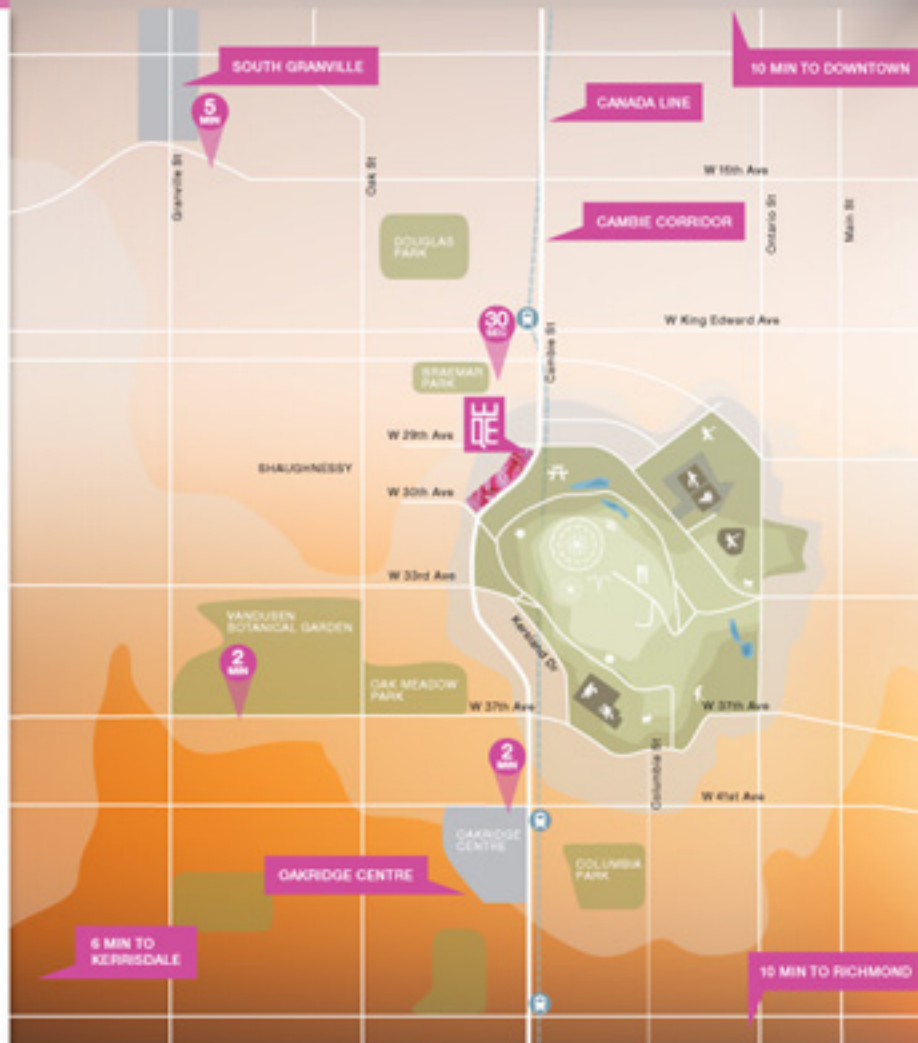 SOUTH GRANVILLE
10 MIN TO DOWNTOWN
CANADA LINE
5
MIN
Granville St
Oak St
W 16th Ave
CAMBIE CORRIDOR
Ontario St
Main St
DOUGLAS
PARK
30
SEC
W King Edward Ave
Cambie St
BRAEMAR
PARK
W 29th Ave
SHAUGHNESSY
W 30th Ave
W 33rd Ave
VANDUSEN
BOTANICAL GARDEN
2
MIN
OAK MEADOW
PARK
Kersland Dr
W 37th Ave
W 37th Ave
2
MIN
Columbia St
W 41st Ave
OAKRIDGE
CENTRE
COLUMBIA
PARK
OAKRIDGE CENTRE
6 MIN TO
KERRISDALE
10 MIN TO RICHMOND